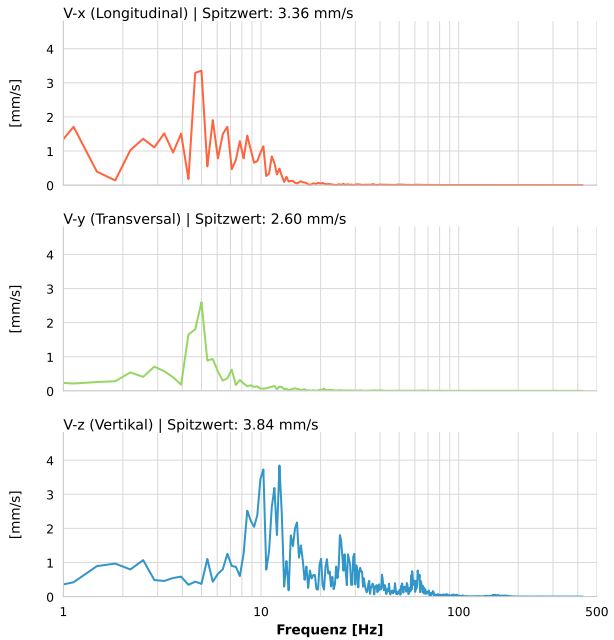 V-x (Longitudinal) | Spitzwert: 3.36 mm/s
4
3
2
1
0
[mm/s]
V-y (Transversal) | Spitzwert: 2.60 mm/s
4
3
2
1
0
[mm/s]
V-z (Vertikal) | Spitzwert: 3.84 mm/s
4
3
2
1
0
[mm/s]
1 10 100 500
Frequenz [Hz]